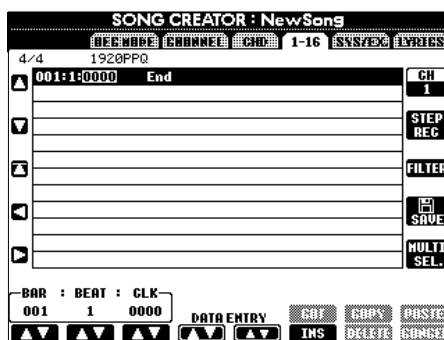 SONG CREATOR : NewSong
REC MODE CHANNEL CHD 1-16 SYS/EX. LYRICS
4/4 1920PPQ
001:1:0000 End
CH
1
STEP
REC
FILTER
SAVE
MULTI
SEL.
BAR : BEAT : CLK
001 1 0000
DATA ENTRY
CUT COPY PASTE
INS DELETE CANCEL